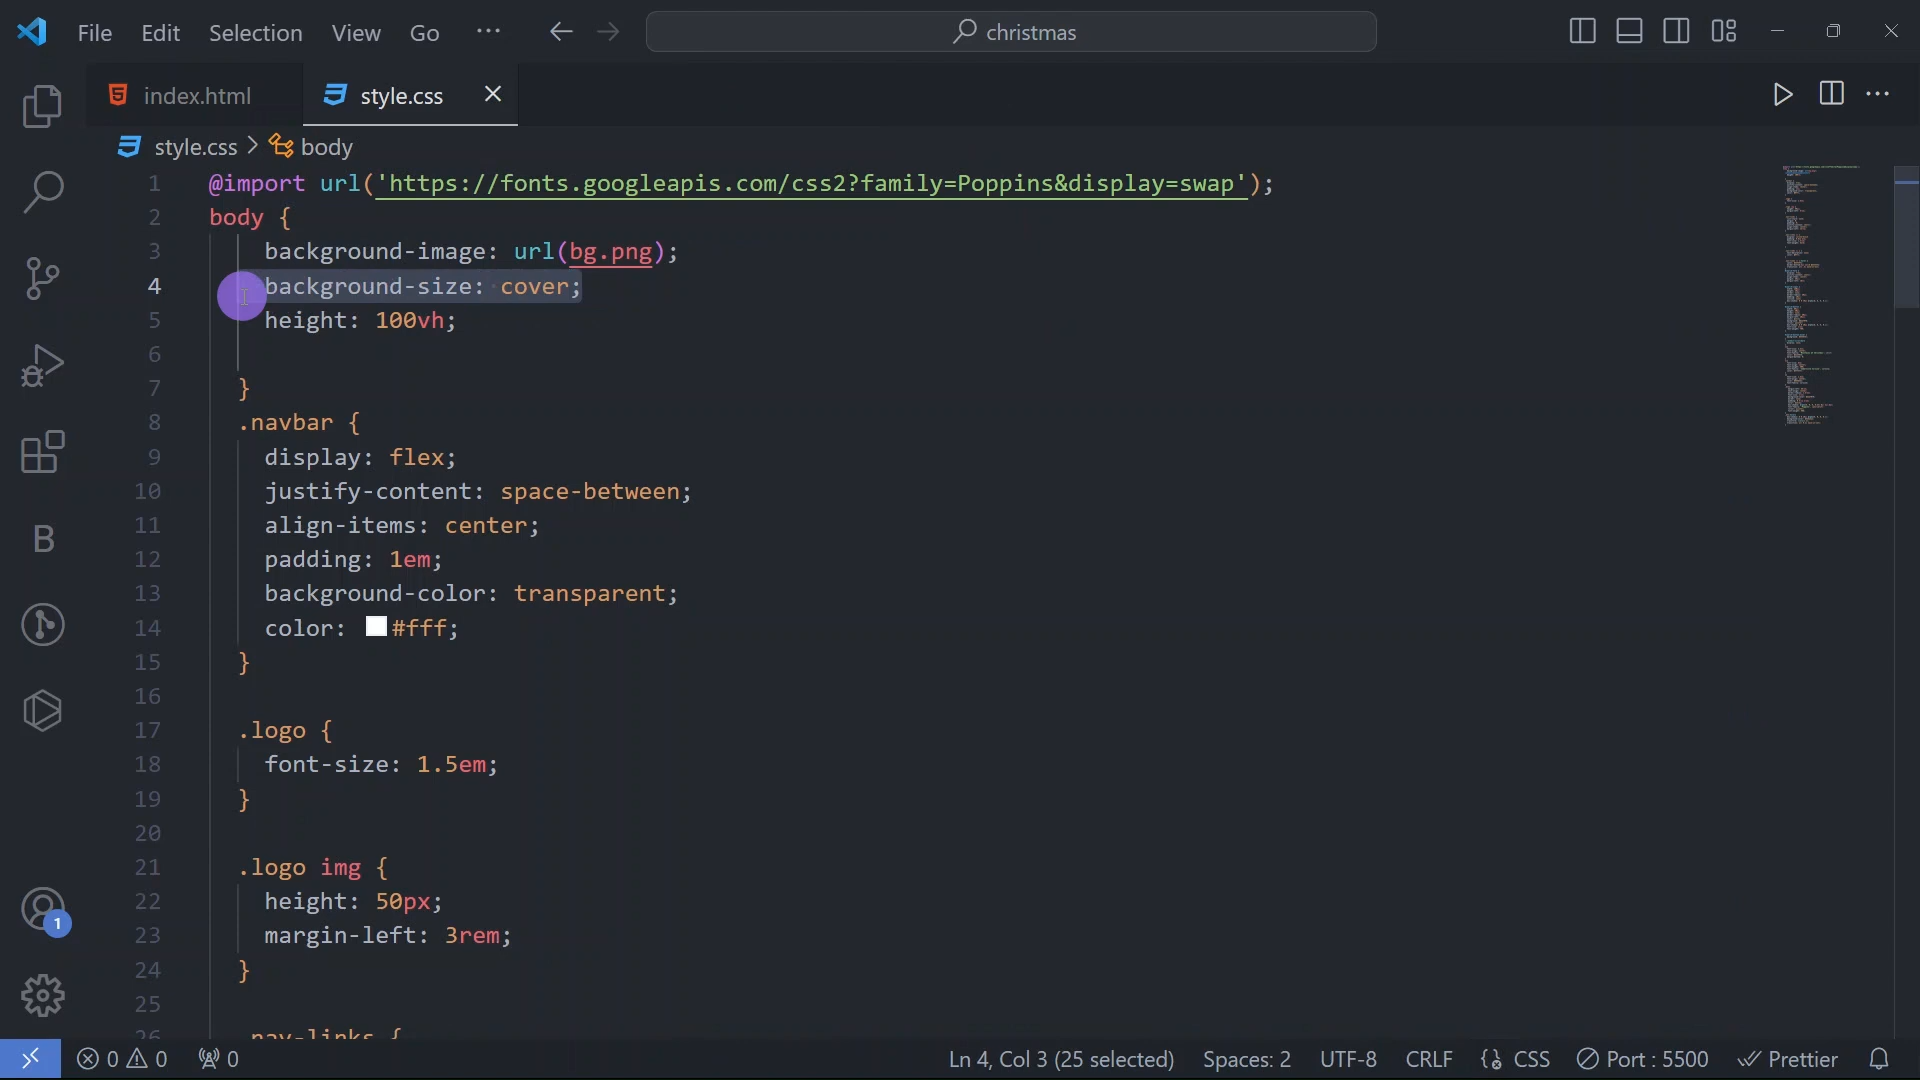 File Edit Selection View Go ··· christmas
index.html style.css
style.css > body
1 @import url('https://fonts.googleapis.com/css2?family=Poppins&display=swap');
2 body {
3 background-image: url(bg.png);
4 background-size: cover;
5 height: 100vh;
6
7 }
8 .navbar {
9 display: flex;
10 justify-content: space-between;
11 align-items: center;
12 padding: 1em;
13 background-color: transparent;
14 color: #fff;
15 }
16
17 .logo {
18 font-size: 1.5em;
19 }
20
21 .logo img {
22 height: 50px;
23 margin-left: 3rem;
24 }
25
26 .nav-links {
B
1
0 0 0 Ln 4, Col 3 (25 selected) Spaces: 2 UTF-8 CRLF {} CSS Port : 5500 Prettier